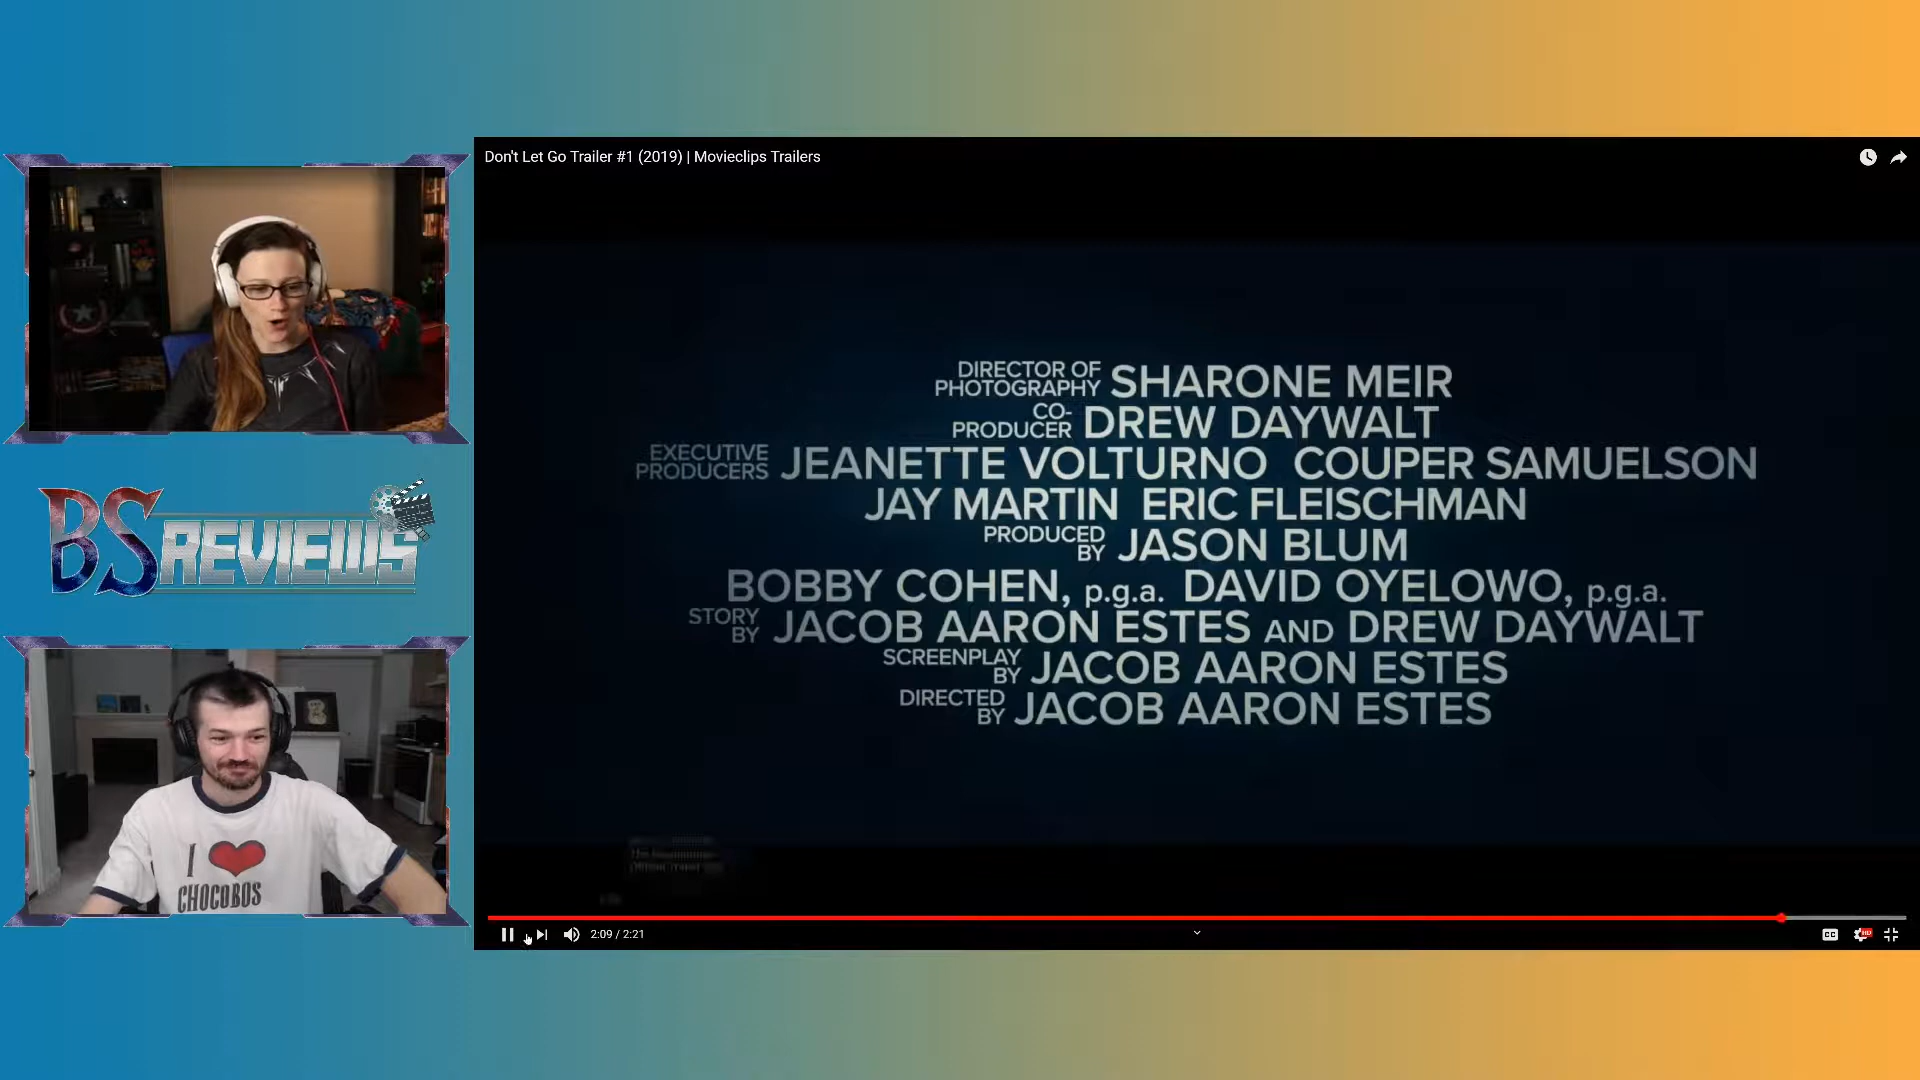 Don't Let Go Trailer #1 (2019) | Movieclips Trailers
DIRECTOR OF PHOTOGRAPHY SHARONE MEIR
CO-PRODUCER DREW DAYWALT
EXECUTIVE PRODUCERS JEANETTE VOLTURNO COUPER SAMUELSON
JAY MARTIN ERIC FLEISCHMAN
PRODUCED BY JASON BLUM
BOBBY COHEN, p.g.a. DAVID OYELOWO, p.g.a.
STORY BY JACOB AARON ESTES AND DREW DAYWALT
SCREENPLAY BY JACOB AARON ESTES
DIRECTED BY JACOB AARON ESTES
BS REVIEWS
I ♥
CHOCOBOS
2:09 / 2:21
CC
HD